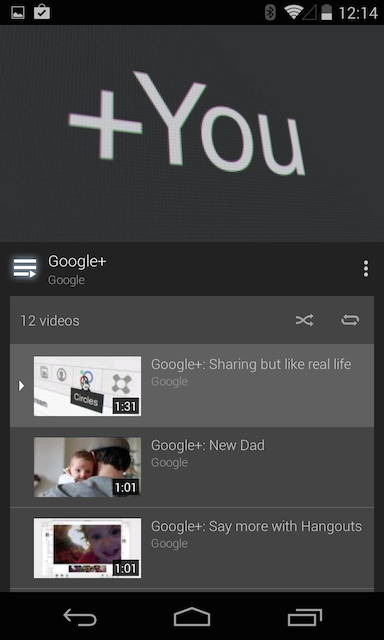 12:14
+You
Google+
Google
12 videos
Circles
1:31
Google+: Sharing but like real life
Google
1:01
Google+: New Dad
Google
1:01
Google+: Say more with Hangouts
Google